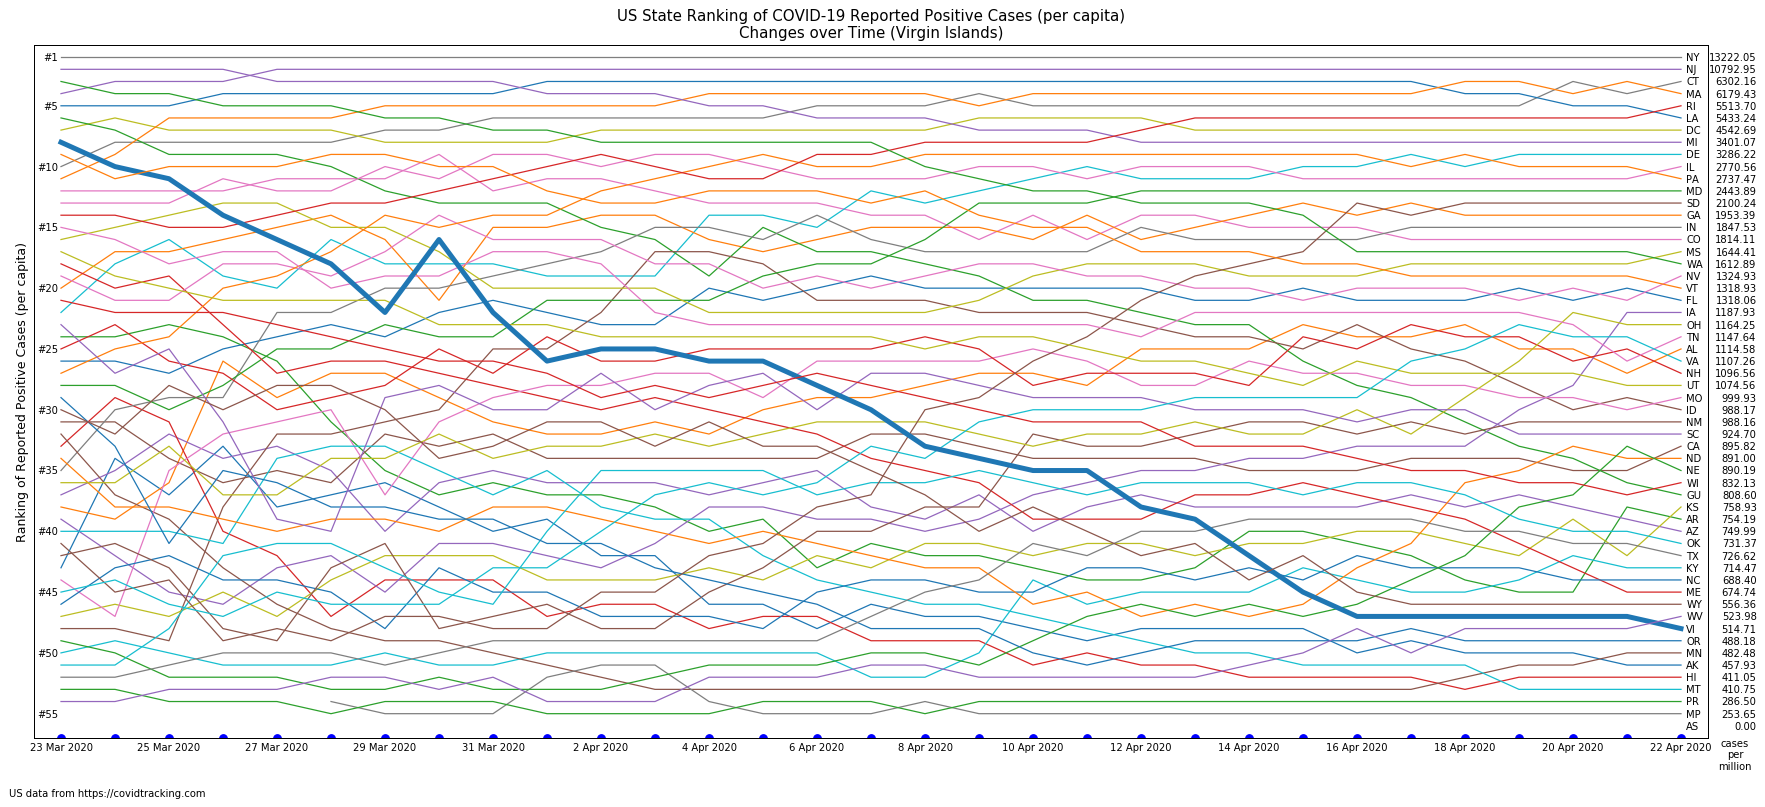 US State Ranking of COVID-19 Reported Positive Cases (per capita)
Changes over Time (Virgin Islands)
Ranking of Reported Positive Cases (per capita)
#1
#5
#10
#15
#20
#25
#30
#35
#40
#45
#50
#55
NY 13222.05
NJ 10792.95
CT 6302.16
MA 6179.43
RI 5513.70
LA 5433.24
DC 4542.69
MI 3401.07
DE 3286.22
IL 2770.56
PA 2737.47
MD 2443.89
SD 2100.24
GA 1953.39
IN 1847.53
CO 1814.11
MS 1644.41
WA 1612.89
NV 1324.93
VT 1318.93
FL 1318.06
IA 1187.93
OH 1164.25
TN 1147.64
AL 1114.58
VA 1107.26
NH 1096.56
UT 1074.56
MO 999.93
ID 988.17
NM 988.16
SC 924.70
CA 895.82
ND 891.00
NE 890.19
WI 832.13
GU 808.60
KS 758.93
AR 754.19
AZ 749.99
OK 731.37
TX 726.62
KY 714.47
NC 688.40
ME 674.74
WY 556.36
WV 523.98
VI 514.71
OR 488.18
MN 482.48
AK 457.93
HI 411.05
MT 410.75
PR 286.50
MP 253.65
AS 0.00
23 Mar 2020 25 Mar 2020 27 Mar 2020 29 Mar 2020 31 Mar 2020 2 Apr 2020 4 Apr 2020 6 Apr 2020 8 Apr 2020 10 Apr 2020 12 Apr 2020 14 Apr 2020 16 Apr 2020 18 Apr 2020 20 Apr 2020 22 Apr 2020
cases
per
million
US data from https://covidtracking.com